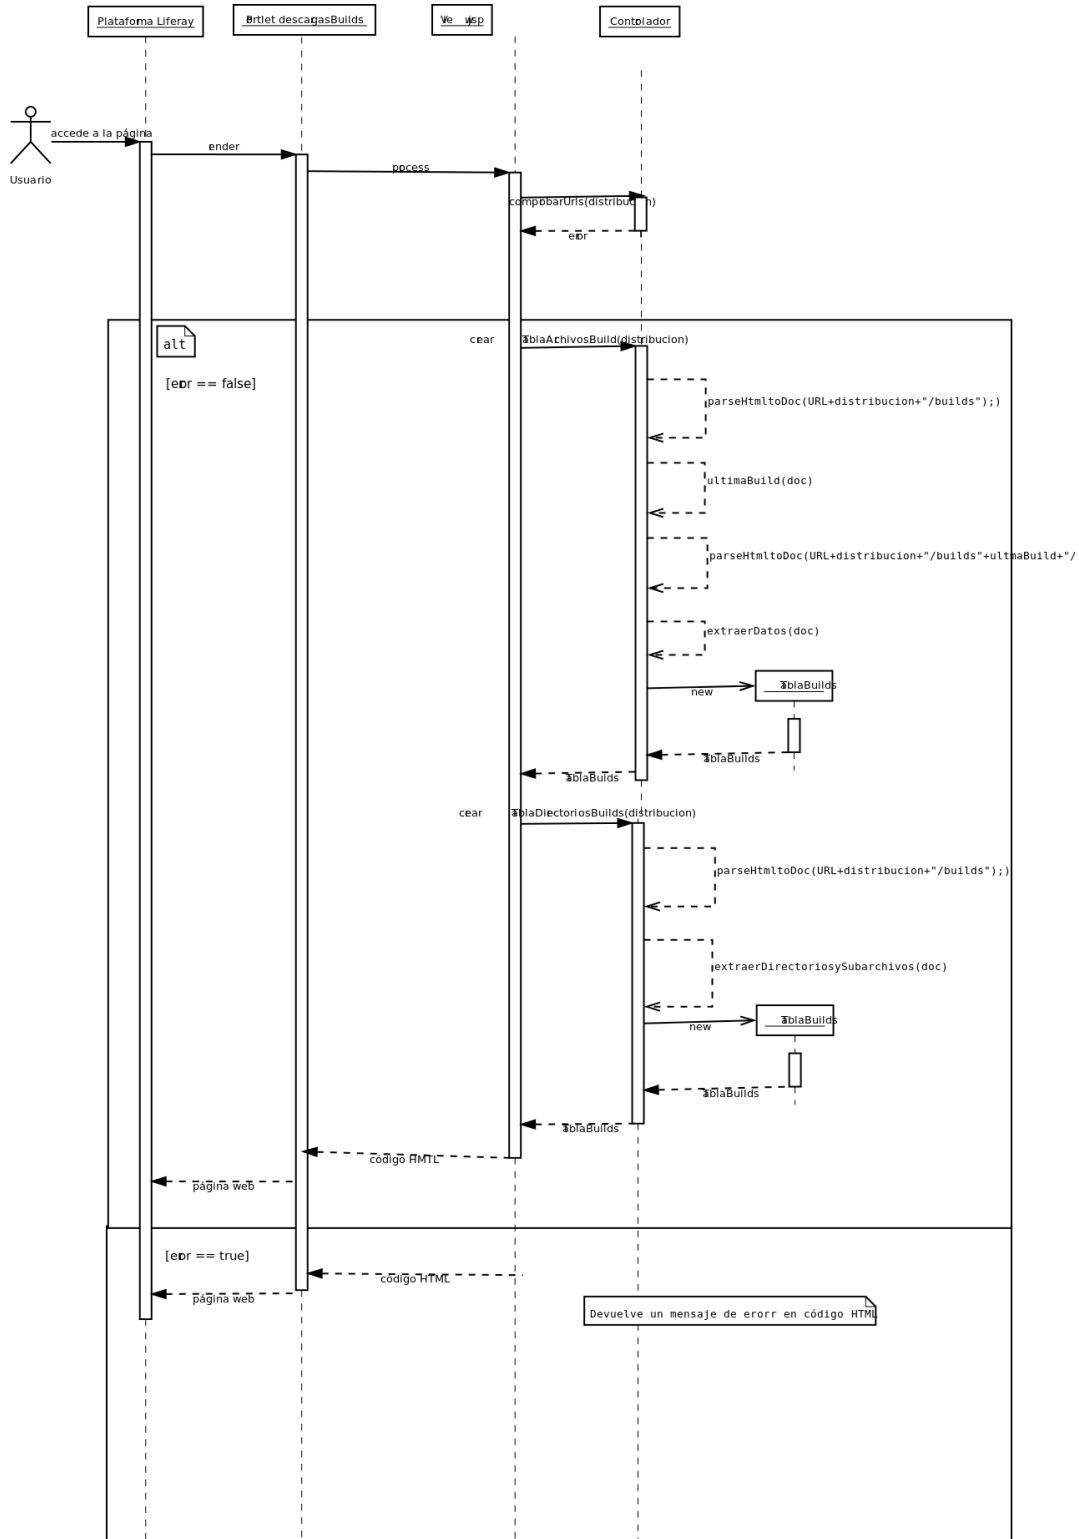 Plataforma Liferay
Portlet descargasBuilds
View jsp
Controlador
accede a la página
Usuario
render
process
comprobarUrls(distribucion)
error
alt
[error == false]
crear TablaArchivosBuild(distribucion)
parseHtmltoDoc(URL+distribucion+"/builds");)
ultimaBuild(doc)
parseHtmltoDoc(URL+distribucion+"/builds"+ultmaBuild+"/
extraerDatos(doc)
TablaBuilds
new
TablaBuilds
TablaBuids
crear TablaDirectoriosBuilds(distribucion)
parseHtmltoDoc(URL+distribucion+"/builds");)
extraerDirectoriosySubarchivos(doc)
TablaBuilds
new
TablaBuilds
TablaBuilds
código HMTL
página web
[error == true]
código HTML
página web
Devuelve un mensaje de erorr en código HTML